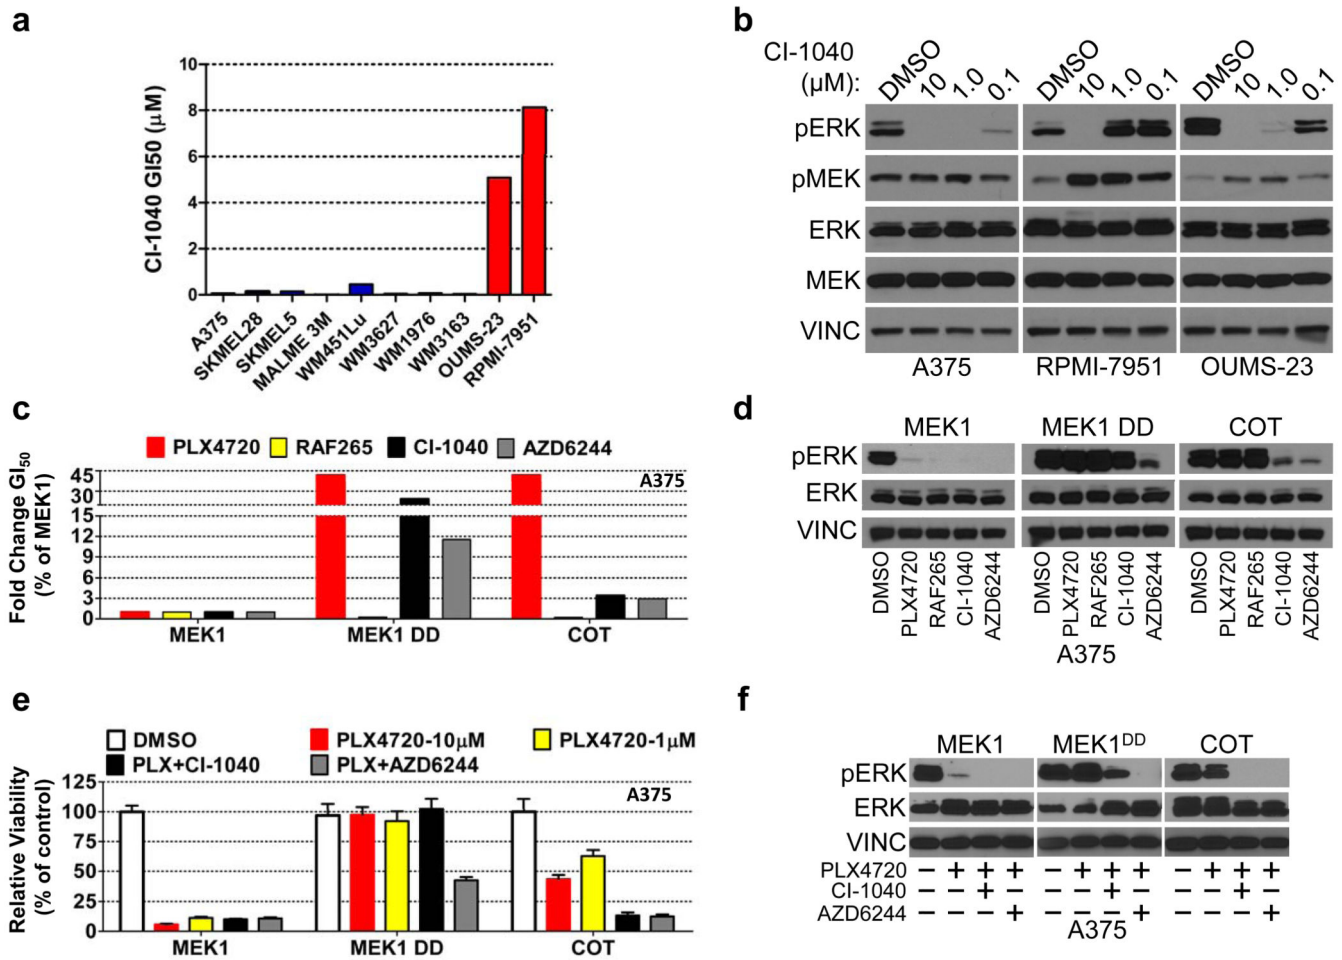 a
CI-1040 GI50 (µM)
10
8
6
4
2
0
A375
SKMEL28
SKMEL5
MALME 3M
WM451Lu
WM3627
WM1976
WM3163
OUMS-23
RPMI-7951
b
CI-1040
(µM):
DMSO 10 1.0 0.1 DMSO 10 1.0 0.1 DMSO 10 1.0 0.1
pERK
pMEK
ERK
MEK
VINC
A375 RPMI-7951 OUMS-23
c
PLX4720 RAF265 CI-1040 AZD6244
Fold Change GI50
(% of MEK1)
A375
45
30
15
12
9
6
3
0
MEK1 MEK1 DD COT
d
MEK1 MEK1 DD COT
pERK
ERK
VINC
DMSO PLX4720 RAF265 CI-1040 AZD6244 DMSO PLX4720 RAF265 CI-1040 AZD6244 DMSO PLX4720 RAF265 CI-1040 AZD6244
A375
e
DMSO PLX4720-10µM PLX4720-1µM
PLX+CI-1040 PLX+AZD6244
Relative Viability
(% of control)
A375
125
100
75
50
25
0
MEK1 MEK1 DD COT
f
MEK1 MEK1DD COT
pERK
ERK
VINC
PLX4720 – + + + – + + + – + + +
CI-1040 – – + – – – + – – – + –
AZD6244 – – – + – – – + – – – +
A375